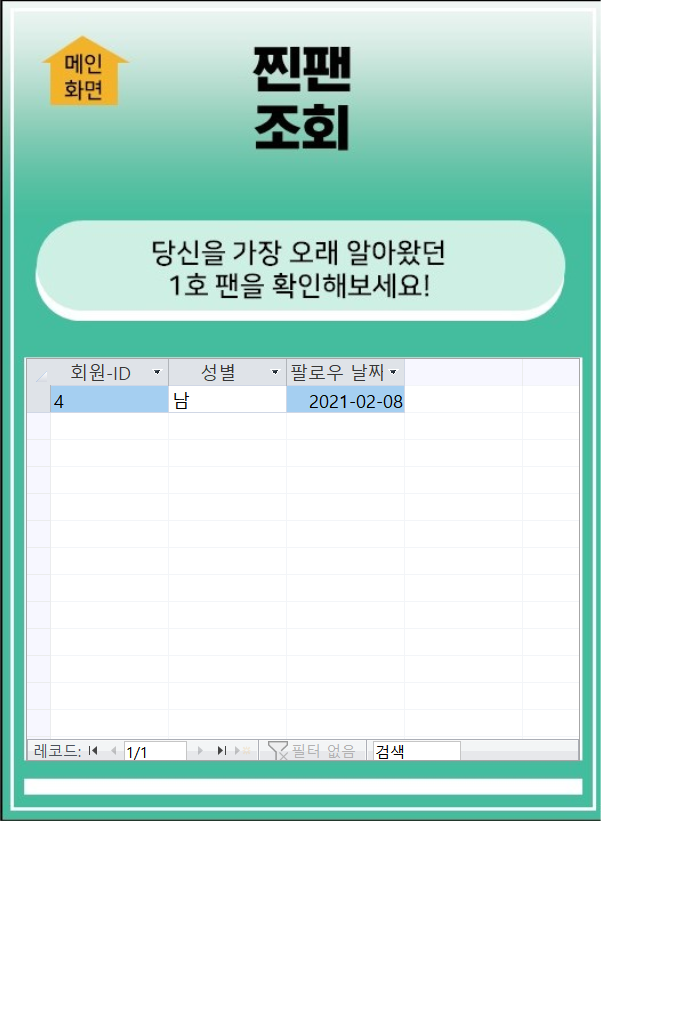 메인
화면
찐팬
조회
당신을 가장 오래 알아왔던
1호 팬을 확인해보세요!
회원-ID 성별 팔로우 날짜
4 남 2021-02-08
레코드: 1/1 필터 없음 검색